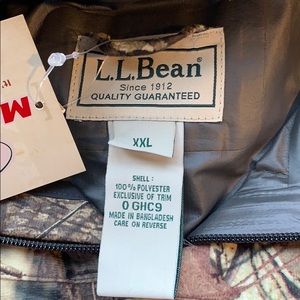 L.L.Bean
Since 1912
QUALITY GUARANTEED
XXL
SHELL:
100% POLYESTER
EXCLUSIVE OF TRIM
0 GHC9
MADE IN BANGLADESH
CARE ON REVERSE
M